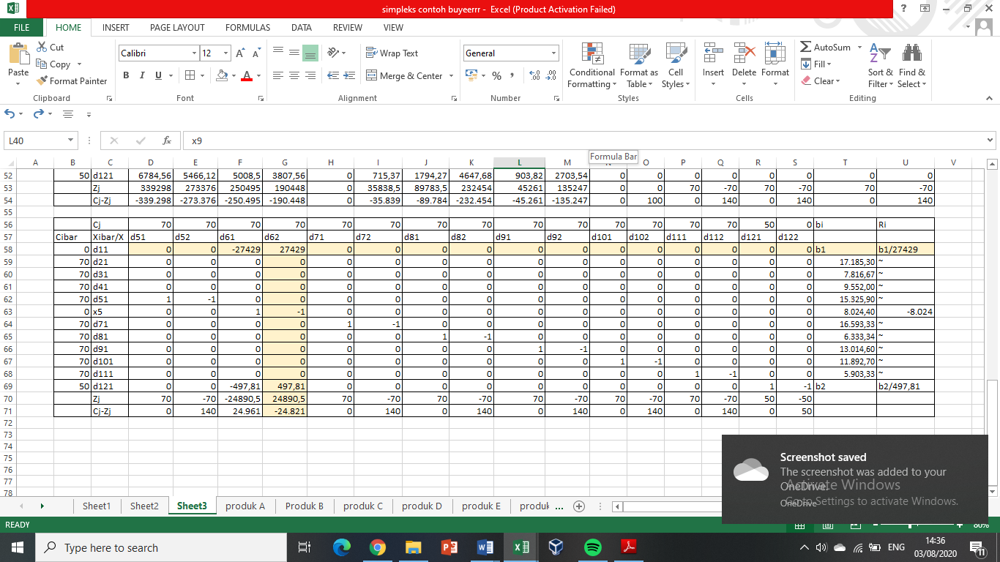 simpleks contoh buyeerrr - Excel (Product Activation Failed)
FILE HOME INSERT PAGE LAYOUT FORMULAS DATA REVIEW VIEW
Paste Cut Copy Format Painter Clipboard
Calibri 12 B I U Font
Wrap Text Merge & Center Alignment
General % Number
Conditional Formatting Format as Table Cell Styles Styles
Insert Delete Format Cells
AutoSum Fill Clear Sort & Filter Find & Select Editing
L40 fx x9
Formula Bar
A B C D E F G H I J K L M O P Q R S T U V
52 50 d121 6784,56 5466,12 5008,5 3807,56 0 715,37 1794,27 4647,68 903,82 2703,54 0 0 0 0 0 0 0 0
53 Zj 339298 273376 250495 190448 0 35838,5 89783,5 232454 45261 135247 0 0 70 -70 70 -70 70 -70
54 Cj-Zj -339.298 -273.376 -250.495 -190.448 0 -35.839 -89.784 -232.454 -45.261 -135.247 0 100 0 140 0 140 0 140
55
56 Cj 70 70 70 70 70 70 70 70 70 70 70 70 70 70 50 0 bi Ri
57 Cibar Xibar/X d51 d52 d61 d62 d71 d72 d81 d82 d91 d92 d101 d102 d111 d112 d121 d122
58 0 d11 0 0 -27429 27429 0 0 0 0 0 0 0 0 0 0 0 0 b1 b1/27429
59 70 d21 0 0 0 0 0 0 0 0 0 0 0 0 0 0 0 0 17.185,30 ~
60 70 d31 0 0 0 0 0 0 0 0 0 0 0 0 0 0 0 0 7.816,67 ~
61 70 d41 0 0 0 0 0 0 0 0 0 0 0 0 0 0 0 0 9.552,00 ~
62 70 d51 1 -1 0 0 0 0 0 0 0 0 0 0 0 0 0 0 15.325,90 ~
63 0 x5 0 0 1 -1 0 0 0 0 0 0 0 0 0 0 0 0 8.024,40 -8.024
64 70 d71 0 0 0 0 1 -1 0 0 0 0 0 0 0 0 0 0 16.593,33 ~
65 70 d81 0 0 0 0 0 0 1 -1 0 0 0 0 0 0 0 0 6.333,34 ~
66 70 d91 0 0 0 0 0 0 0 0 1 -1 0 0 0 0 0 0 13.014,60 ~
67 70 d101 0 0 0 0 0 0 0 0 0 0 1 -1 0 0 0 0 11.892,70 ~
68 70 d111 0 0 0 0 0 0 0 0 0 0 0 0 1 -1 0 0 5.903,33 ~
69 50 d121 0 0 -497,81 497,81 0 0 0 0 0 0 0 0 0 0 1 -1 b2 b2/497,81
70 Zj 70 -70 -24890,5 24890,5 70 -70 70 -70 70 -70 70 -70 70 -70 50 -50
71 Cj-Zj 0 140 24.961 -24.821 0 140 0 140 0 140 0 140 0 140 0 50
72
73
74
75
76
77
78
Screenshot saved
The screenshot was added to your
OneDrive.
OneDrive
Activate Windows
Go to Settings to activate Windows.
Sheet1 Sheet2 Sheet3 produk A Produk B produk C produk D produk E ...
READY 80%
Type here to search
ENG 14:36
03/08/2020 11